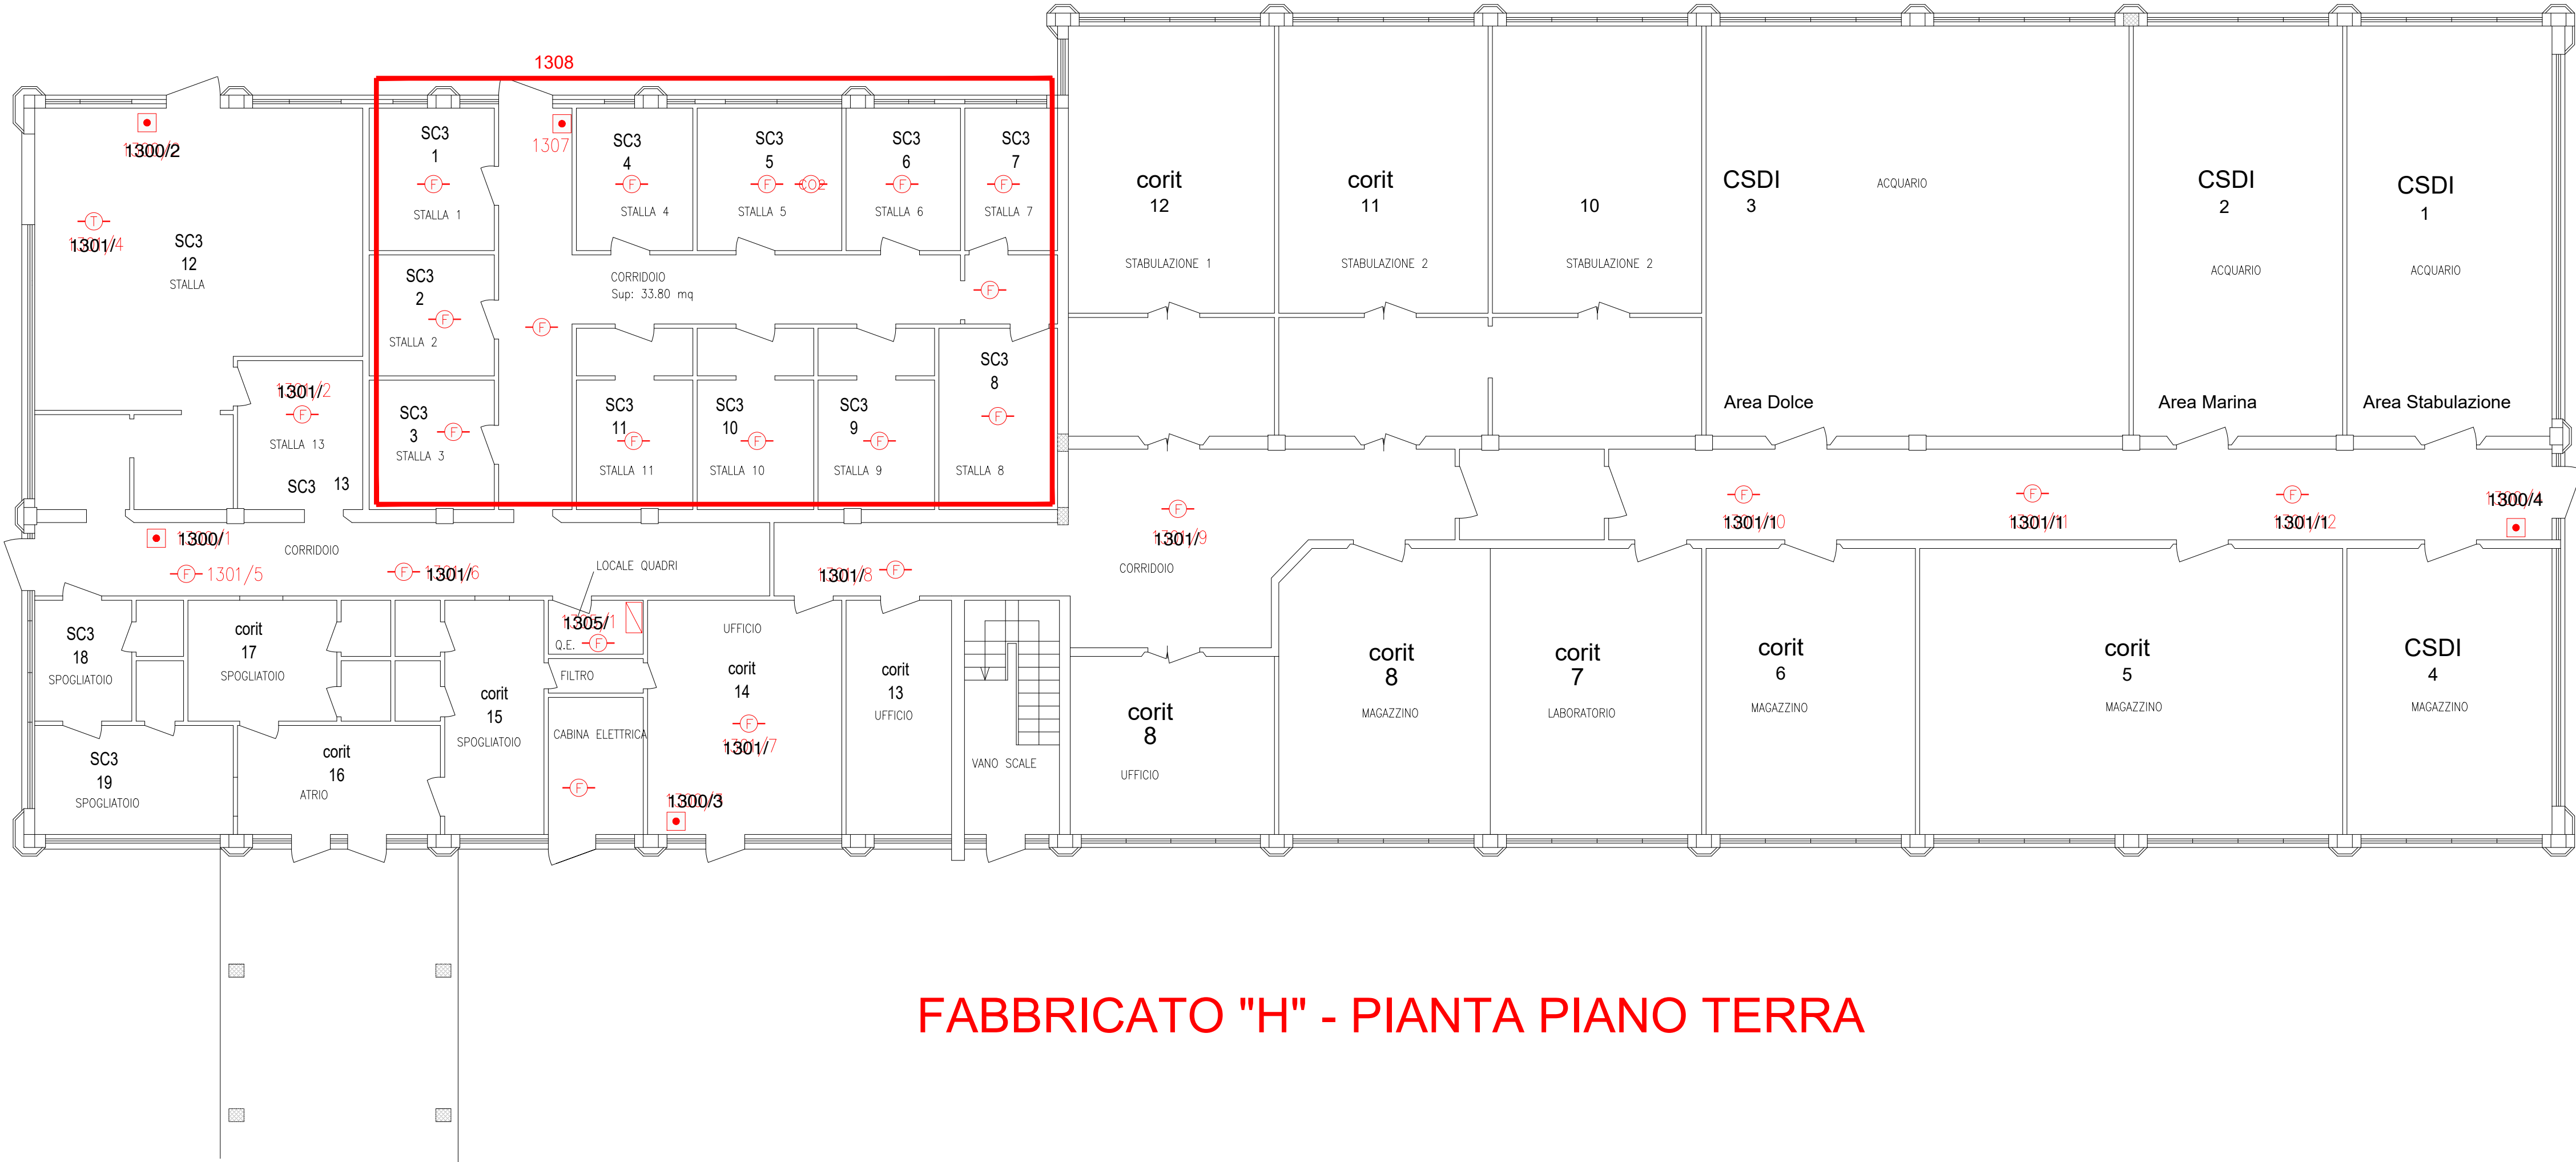 1308
1300/2
1301/4
T
SC3
12
STALLA
SC3
1
F
STALLA 1
1307
SC3
4
F
STALLA 4
SC3
5
F
CO2
STALLA 5
SC3
6
F
STALLA 6
SC3
7
F
STALLA 7
SC3
2
F
STALLA 2
CORRIDOIO
Sup: 33.80 mq
F
F
SC3
3
F
STALLA 3
SC3
11
F
STALLA 11
SC3
10
F
STALLA 10
SC3
9
F
STALLA 9
SC3
8
F
STALLA 8
1301/2
F
STALLA 13
SC3 13
corit
12
STABULAZIONE 1
corit
11
STABULAZIONE 2
10
STABULAZIONE 2
CSDI
3
ACQUARIO
Area Dolce
CSDI
2
ACQUARIO
Area Marina
CSDI
1
ACQUARIO
Area Stabulazione
1300/1
CORRIDOIO
F 1301/5
F 1301/6
LOCALE QUADRI
1301/8 F
F
1301/9
CORRIDOIO
F
1301/10
F
1301/11
F
1301/12
1300/4
SC3
18
SPOGLIATOIO
corit
17
SPOGLIATOIO
corit
15
SPOGLIATOIO
1305/1
Q.E.
F
FILTRO
CABINA ELETTRICA
F
UFFICIO
corit
14
F
1301/7
1300/3
corit
13
UFFICIO
VANO SCALE
SC3
19
SPOGLIATOIO
corit
16
ATRIO
corit
8
UFFICIO
corit
8
MAGAZZINO
corit
7
LABORATORIO
corit
6
MAGAZZINO
corit
5
MAGAZZINO
CSDI
4
MAGAZZINO
FABBRICATO "H" - PIANTA PIANO TERRA